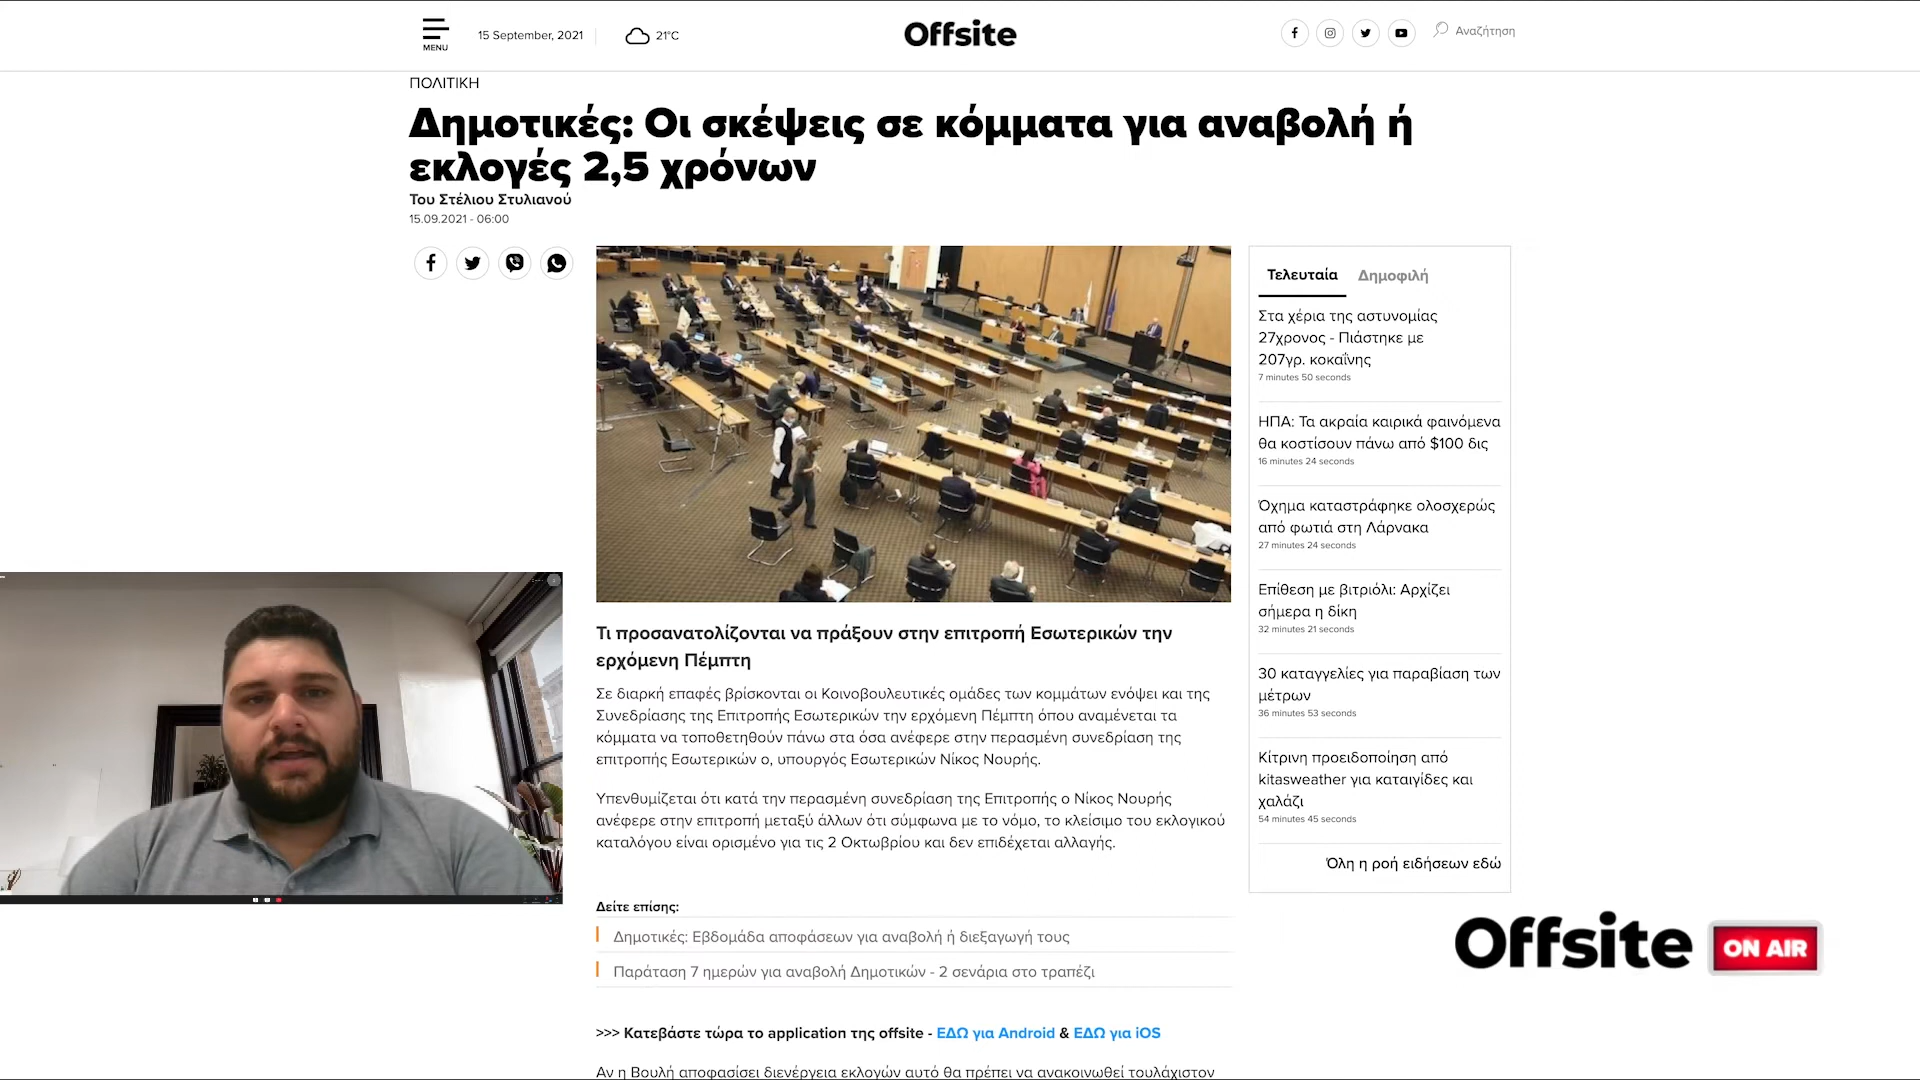 MENU
15 September, 2021
21°C
Offsite
Αναζήτηση
ΠΟΛΙΤΙΚΗ
Δημοτικές: Οι σκέψεις σε κόμματα για αναβολή ή
εκλογές 2,5 χρόνων
Του Στέλιου Στυλιανού
15.09.2021 - 06:00
Τι προσανατολίζονται να πράξουν στην επιτροπή Εσωτερικών την
ερχόμενη Πέμπτη
Σε διαρκή επαφές βρίσκονται οι Κοινοβουλευτικές ομάδες των κομμάτων ενόψει και της
Συνεδρίασης της Επιτροπής Εσωτερικών την ερχόμενη Πέμπτη όπου αναμένεται τα
κόμματα να τοποθετηθούν πάνω στα όσα ανέφερε στην περασμένη συνεδρίαση της
επιτροπής Εσωτερικών ο, υπουργός Εσωτερικών Νίκος Νουρής.
Υπενθυμίζεται ότι κατά την περασμένη συνεδρίαση της Επιτροπής ο Νίκος Νουρής
ανέφερε στην επιτροπή μεταξύ άλλων ότι σύμφωνα με το νόμο, το κλείσιμο του εκλογικού
καταλόγου είναι ορισμένο για τις 2 Οκτωβρίου και δεν επιδέχεται αλλαγής.
Δείτε επίσης:
Δημοτικές: Εβδομάδα αποφάσεων για αναβολή ή διεξαγωγή τους
Παράταση 7 ημερών για αναβολή Δημοτικών - 2 σενάρια στο τραπέζι
>>> Κατεβάστε τώρα το application της offsite - ΕΔΩ για Android & ΕΔΩ για iOS
Αν η Βουλή αποφασίσει διενέργεια εκλογών αυτό θα πρέπει να ανακοινωθεί τουλάχιστον
Τελευταία Δημοφιλή
Στα χέρια της αστυνομίας
27χρονος - Πιάστηκε με
207γρ. κοκαΐνης
7 minutes 50 seconds
ΗΠΑ: Τα ακραία καιρικά φαινόμενα
θα κοστίσουν πάνω από $100 δις
16 minutes 24 seconds
Όχημα καταστράφηκε ολοσχερώς
από φωτιά στη Λάρνακα
27 minutes 24 seconds
Επίθεση με βιτριόλι: Αρχίζει
σήμερα η δίκη
32 minutes 21 seconds
30 καταγγελίες για παραβίαση των
μέτρων
36 minutes 53 seconds
Κίτρινη προειδοποίηση από
kitasweather για καταιγίδες και
χαλάζι
54 minutes 45 seconds
Όλη η ροή ειδήσεων εδώ
Offsite ON AIR